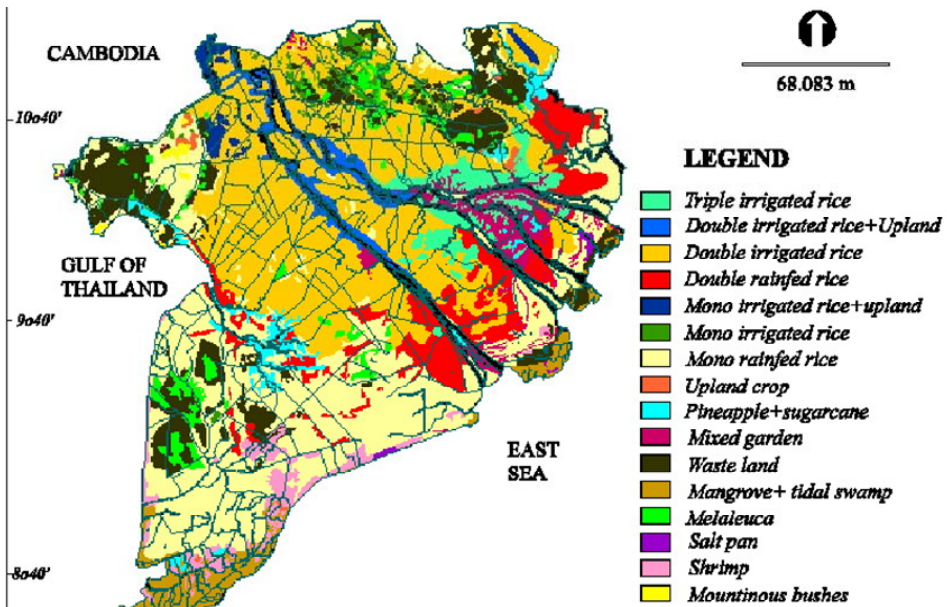 CAMBODIA
68.083 m
10o40'
LEGEND
Triple irrigated rice
Double irrigated rice+Upland
GULF OF
THAILAND
Double irrigated rice
Double rainfed rice
Mono irrigated rice+upland
9o40'
Mono irrigated rice
Mono rainfed rice
Upland crop
Pineapple+sugarcane
Mixed garden
EAST
SEA
Waste land
Mangrove+ tidal swamp
Melaleuca
Salt pan
8o40'
Shrimp
Mountinous bushes